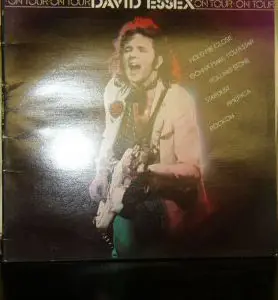 ON TOUR ON TOUR DAVID ESSEX ON TOUR ON TOUR
HOLD ME CLOSE
GONNA MAKE YOU A STAR
ROLLING STONE
STARDUST
AMERICA
ROCK ON